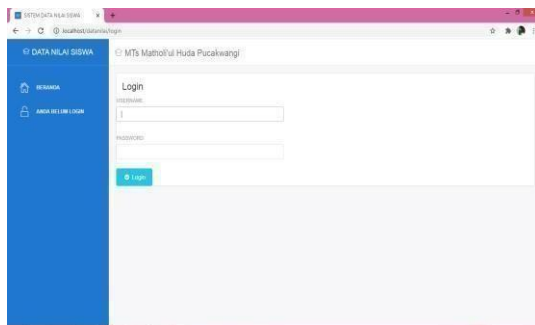 SISTEM DATA NILAI SISWA
localhost/datanilai/login
DATA NILAI SISWA
MTs Matholi'ul Huda Pucakwangi
BERANDA
ANDA BELUM LOGIN
Login
USERNAME
PASSWORD
Login